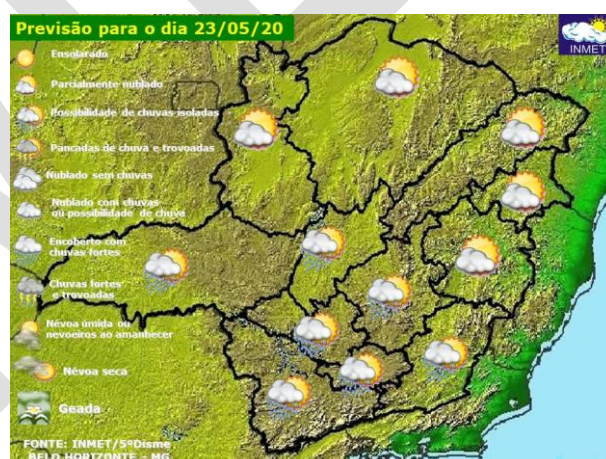 Previsão para o dia 23/05/20
INMET
Ensolarado
Parcialmente nublado
Possibilidade de chuvas isoladas
Pancadas de chuva e trovoadas
Nublado sem chuvas
Nublado com chuvas
ou possibilidade de chuva
Encoberto com
chuvas fortes
Chuvas fortes
e trovoadas
Névoa úmida ou
nevoeiros ao amanhecer
Névoa seca
Geada
FONTE: INMET/5ºDisme
BELO HORIZONTE - MG